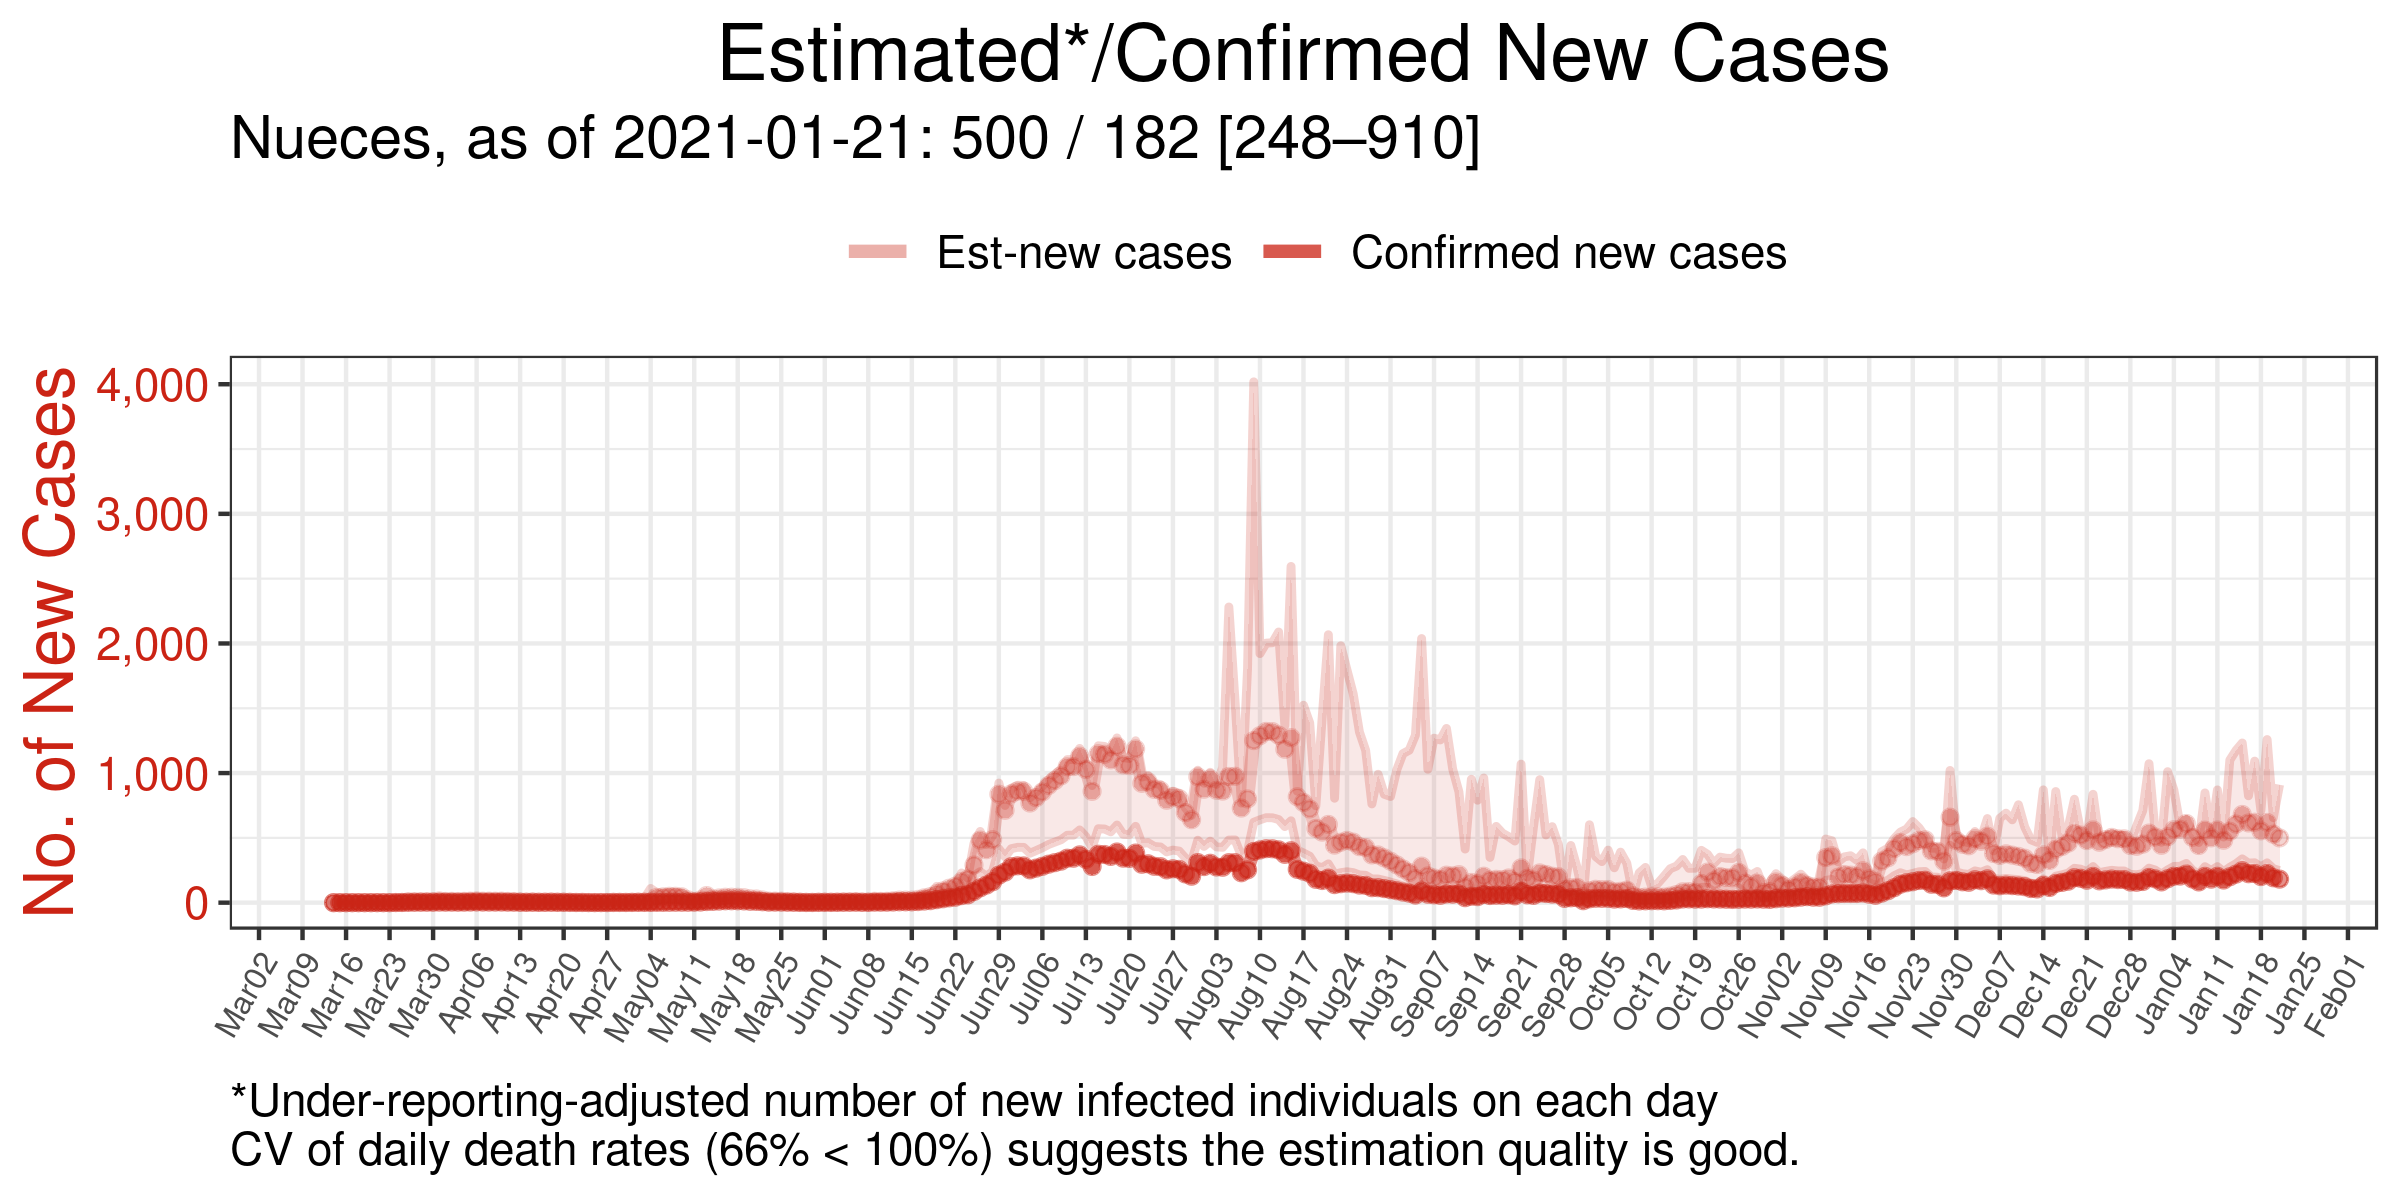 Estimated*/Confirmed New Cases
Nueces, as of 2021-01-21: 500 / 182 [248–910]
Est-new cases Confirmed new cases
No. of New Cases
4,000
3,000
2,000
1,000
0
Mar02 Mar09 Mar16 Mar23 Mar30 Apr06 Apr13 Apr20 Apr27 May04 May11 May18 May25 Jun01 Jun08 Jun15 Jun22 Jun29 Jul06 Jul13 Jul20 Jul27 Aug03 Aug10 Aug17 Aug24 Aug31 Sep07 Sep14 Sep21 Sep28 Oct05 Oct12 Oct19 Oct26 Nov02 Nov09 Nov16 Nov23 Nov30 Dec07 Dec14 Dec21 Dec28 Jan04 Jan11 Jan18 Jan25 Feb01
*Under-reporting-adjusted number of new infected individuals on each day
CV of daily death rates (66% < 100%) suggests the estimation quality is good.